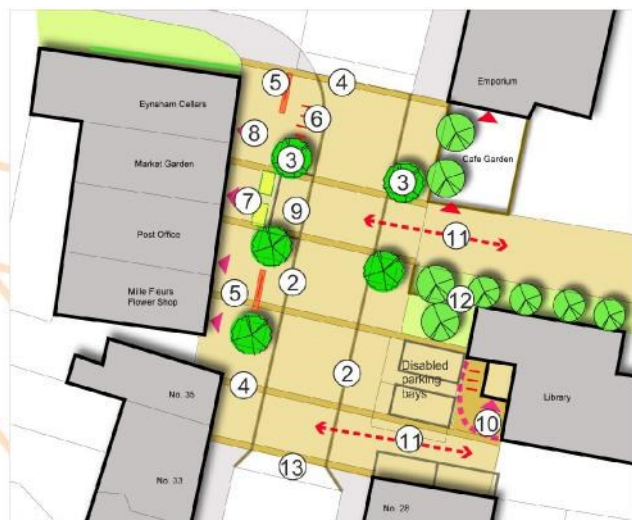 4
Emporium
5
6
Eynsham Cellars
8
3
3
Cafe Garden
Market Garden
7
9
11
Post Office
2
12
Mille Fleurs
Flower Shop
5
Disabled
parking
bays
4
2
No. 35
Library
10
11
13
No. 33
No. 28